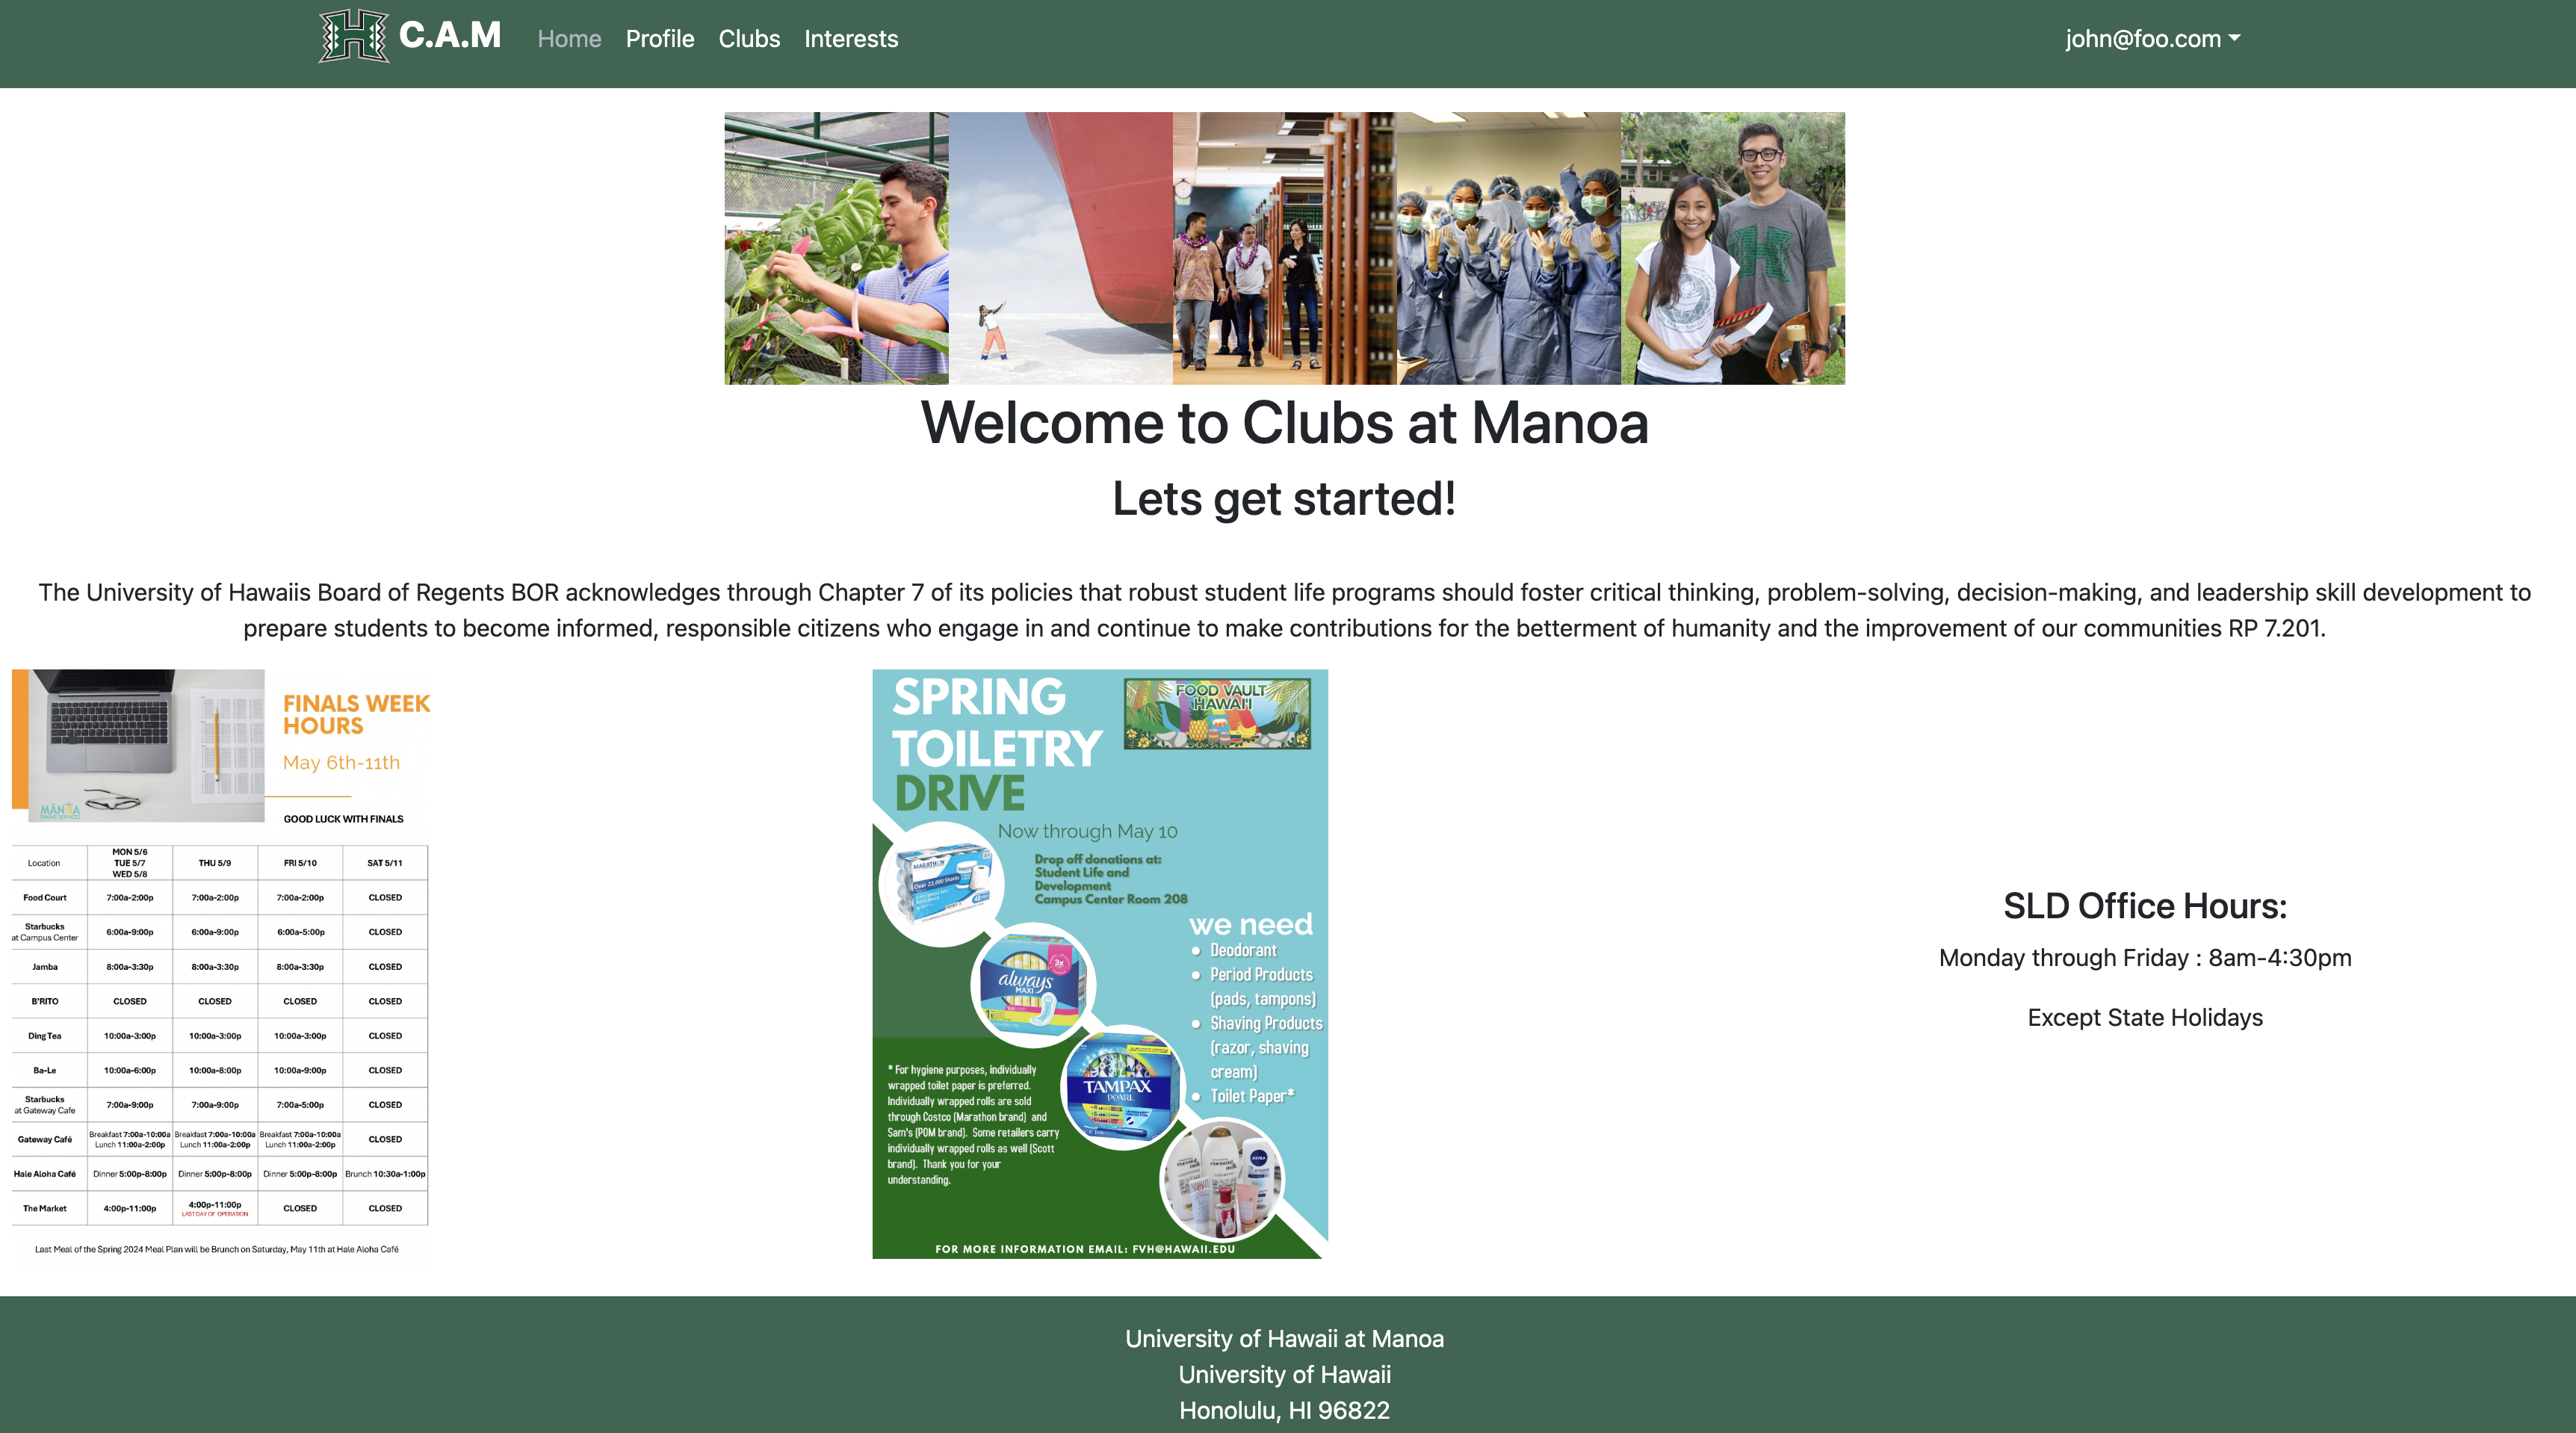 C.A.M Home Profile Clubs Interests john@foo.com
Welcome to Clubs at Manoa
Lets get started!
The University of Hawaiis Board of Regents BOR acknowledges through Chapter 7 of its policies that robust student life programs should foster critical thinking, problem-solving, decision-making, and leadership skill development to
prepare students to become informed, responsible citizens who engage in and continue to make contributions for the betterment of humanity and the improvement of our communities RP 7.201.
FINALS WEEK
HOURS
May 6th-11th
MĀNOA
DINING SERVICES
GOOD LUCK WITH FINALS
Location MON 5/6 TUE 5/7 WED 5/8 THU 5/9 FRI 5/10 SAT 5/11
Food Court 7:00a-2:00p 7:00a-2:00p 7:00a-2:00p CLOSED
Starbucks at Campus Center 6:00a-9:00p 6:00a-9:00p 6:00a-5:00p CLOSED
Jamba 8:00a-3:30p 8:00a-3:30p 8:00a-3:30p CLOSED
B'RITO CLOSED CLOSED CLOSED CLOSED
Ding Tea 10:00a-3:00p 10:00a-3:00p 10:00a-3:00p CLOSED
Ba-Le 10:00a-6:00p 10:00a-8:00p 10:00a-9:00p CLOSED
Starbucks at Gateway Cafe 7:00a-9:00p 7:00a-9:00p 7:00a-5:00p CLOSED
Gateway Café Breakfast 7:00a-10:00a Lunch 11:00a-2:00p Breakfast 7:00a-10:00a Lunch 11:00a-2:00p Breakfast 7:00a-10:00a Lunch 11:00a-2:00p CLOSED
Hale Aloha Café Dinner 5:00p-8:00p Dinner 5:00p-8:00p Dinner 5:00p-8:00p Brunch 10:30a-1:00p
The Market 4:00p-11:00p 4:00p-11:00p LAST DAY OF OPERATION CLOSED CLOSED
Last Meal of the Spring 2024 Meal Plan will be Brunch on Saturday, May 11th at Hale Aloha Café
SPRING
TOILETRY
DRIVE
FOOD VAULT
HAWAI'I
Now through May 10
Drop off donations at:
Student Life and
Development
Campus Center Room 208
MARATHON
Over 22,000 Sheets
always
MAXI
3x
TAMPAX
PEARL
NIVEA
we need
● Deodorant
● Period Products
(pads, tampons)
● Shaving Products
(razor, shaving
cream)
● Toilet Paper*
* For hygiene purposes, individually
wrapped toilet paper is preferred.
Individually wrapped rolls are sold
through Costco (Marathon brand) and
Sam's (POM brand). Some retailers carry
individually wrapped rolls as well (Scott
brand). Thank you for your
understanding.
FOR MORE INFORMATION EMAIL: FVH@HAWAII.EDU
SLD Office Hours:
Monday through Friday : 8am-4:30pm
Except State Holidays
University of Hawaii at Manoa
University of Hawaii
Honolulu, HI 96822